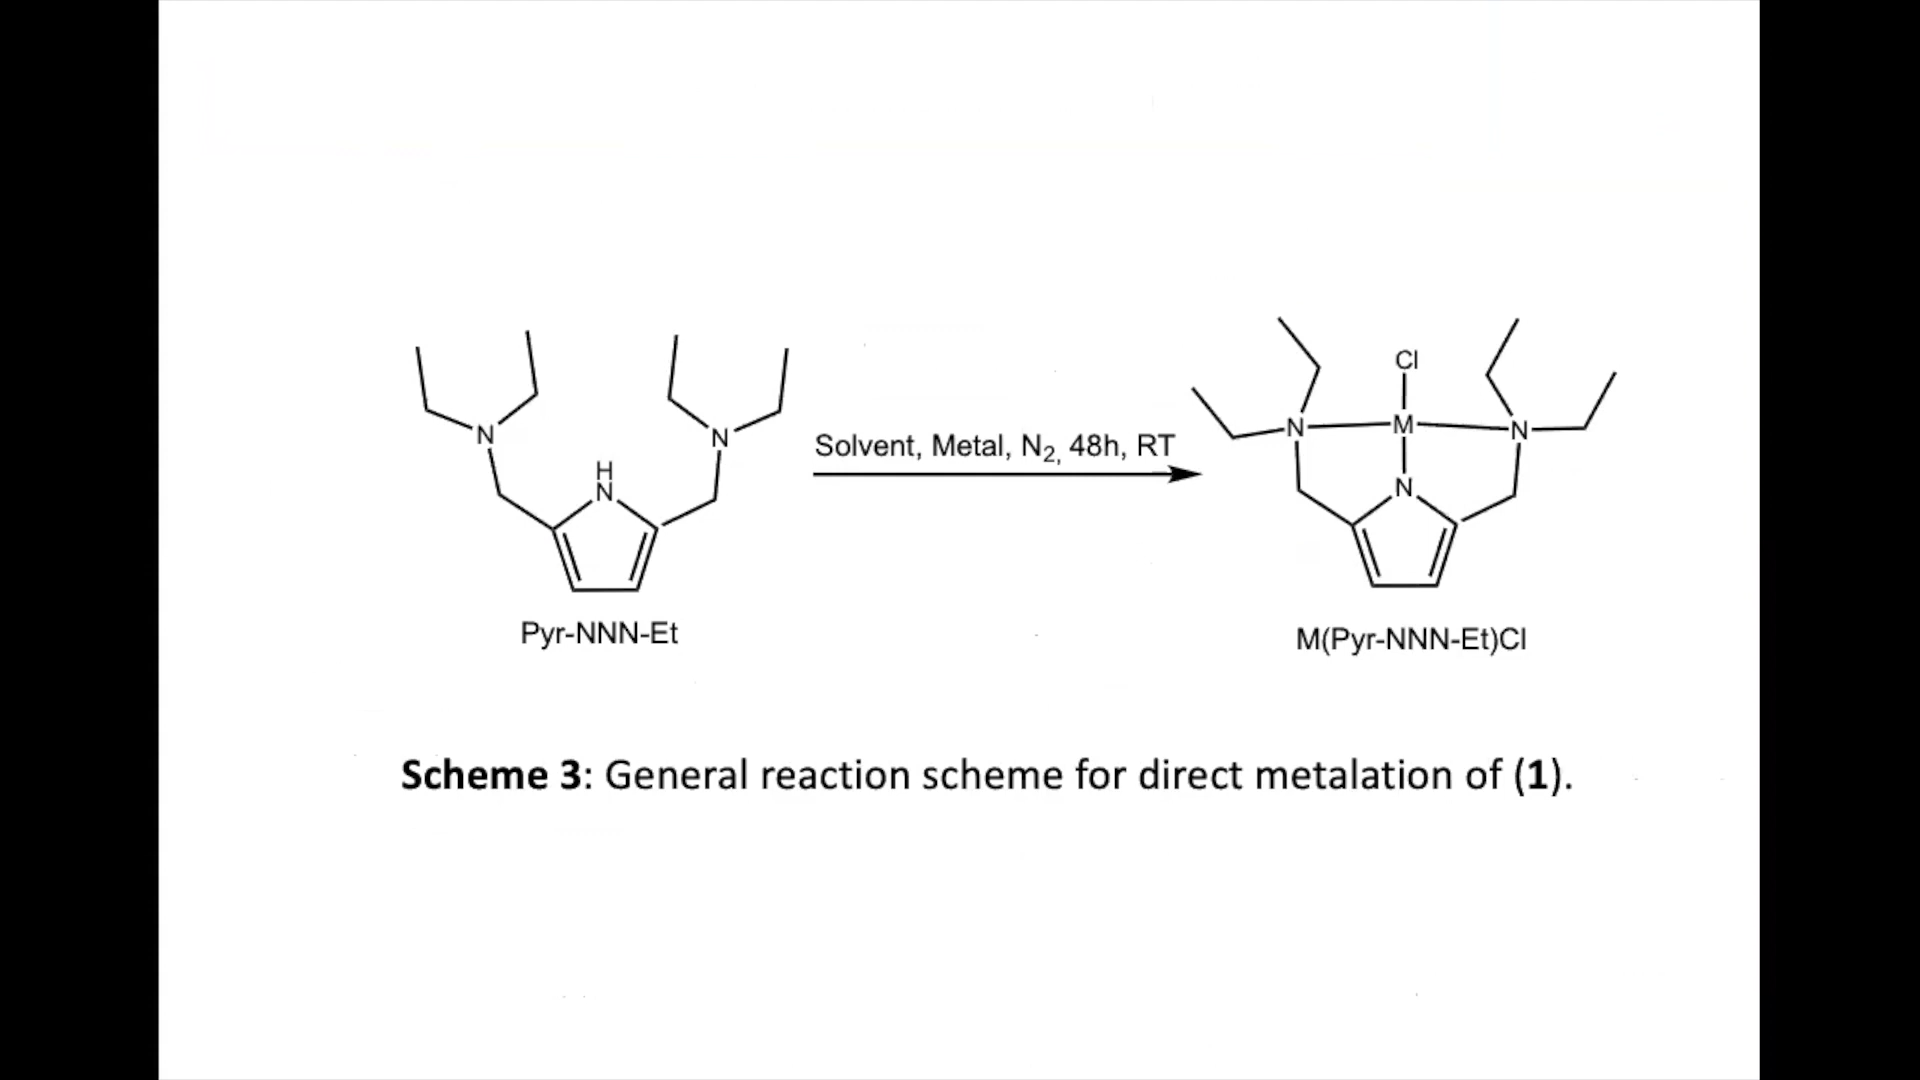 Cl
N
N
N
M
N
H
N
N
Solvent, Metal, N2, 48h, RT
Pyr-NNN-Et
M(Pyr-NNN-Et)Cl
Scheme 3: General reaction scheme for direct metalation of (1).